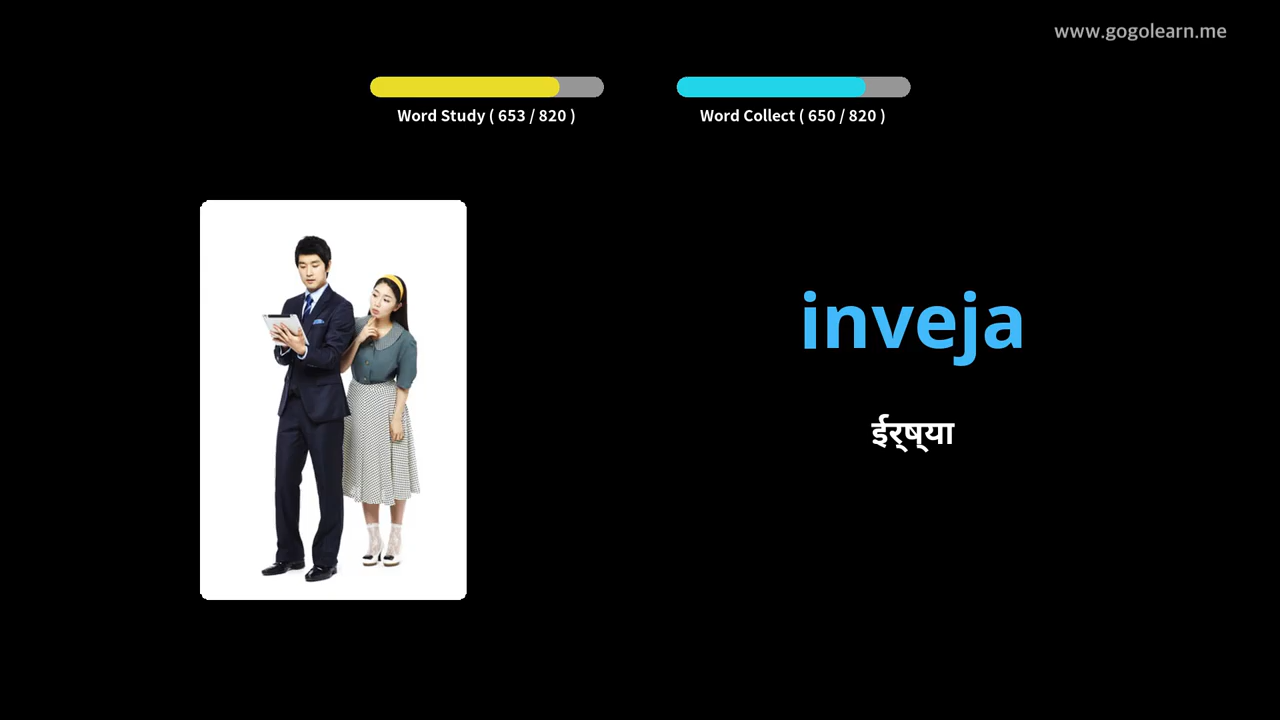 www.gogolearn.me
Word Study ( 653 / 820 )
Word Collect ( 650 / 820 )
inveja
ईर्ष्या